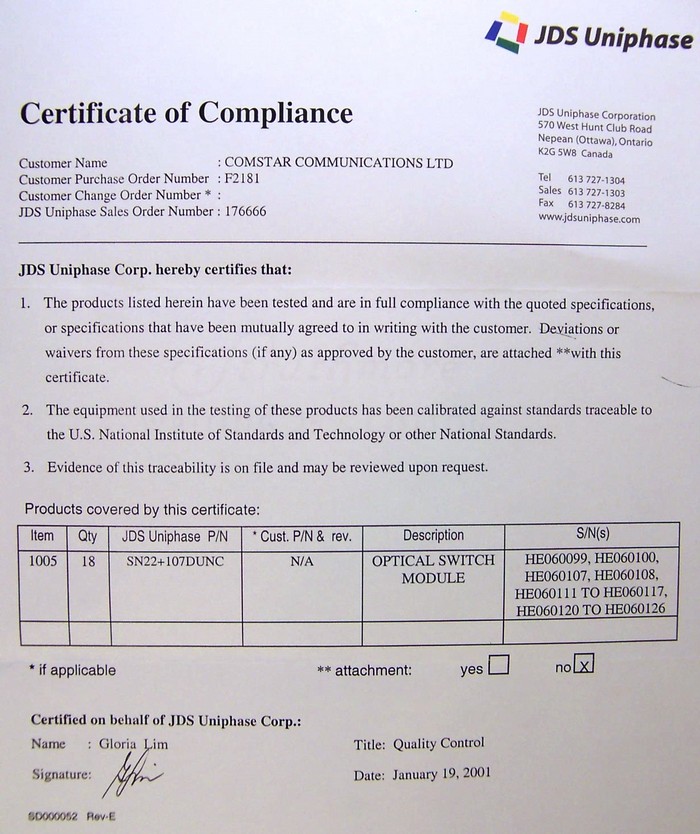 JDS Uniphase
Certificate of Compliance
JDS Uniphase Corporation
570 West Hunt Club Road
Nepean (Ottawa), Ontario
K2G 5W8 Canada
Tel 613 727-1304
Sales 613 727-1303
Fax 613 727-8284
www.jdsuniphase.com
Customer Name : COMSTAR COMMUNICATIONS LTD
Customer Purchase Order Number : F2181
Customer Change Order Number * :
JDS Uniphase Sales Order Number : 176666
JDS Uniphase Corp. hereby certifies that:
1. The products listed herein have been tested and are in full compliance with the quoted specifications,
or specifications that have been mutually agreed to in writing with the customer. Deviations or
waivers from these specifications (if any) as approved by the customer, are attached **with this
certificate.
2. The equipment used in the testing of these products has been calibrated against standards traceable to
the U.S. National Institute of Standards and Technology or other National Standards.
3. Evidence of this traceability is on file and may be reviewed upon request.
Products covered by this certificate:
Item Qty JDS Uniphase P/N * Cust. P/N & rev. Description S/N(s)
1005 18 SN22+107DUNC N/A OPTICAL SWITCH HE060099, HE060100,
MODULE HE060107, HE060108,
HE060111 TO HE060117,
HE060120 TO HE060126
* if applicable ** attachment: yes no x
Certified on behalf of JDS Uniphase Corp.:
Name : Gloria Lim Title: Quality Control
Signature: Date: January 19, 2001
SD000052 Rev-E